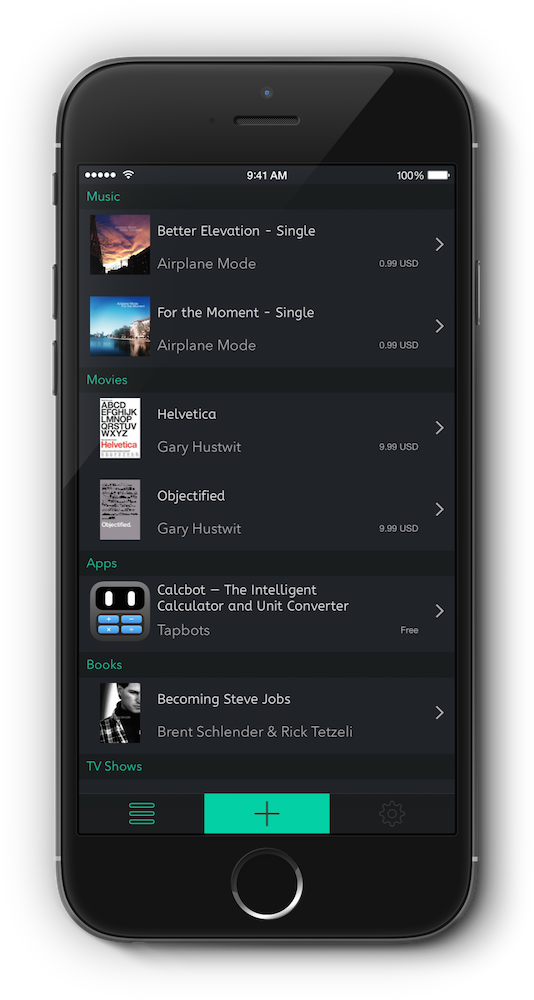 9:41 AM
100%
Music
Better Elevation - Single
Airplane Mode
0.99 USD
For the Moment - Single
Airplane Mode
0.99 USD
Movies
ABCD
EFGHIJK
LMNOP
QRSTUV
WXYZ
Helvetica
Helvetica
Gary Hustwit
9.99 USD
Objectified.
Objectified
Gary Hustwit
9.99 USD
Apps
Calcbot — The Intelligent
Calculator and Unit Converter
Tapbots
Free
Books
Becoming Steve Jobs
Brent Schlender & Rick Tetzeli
TV Shows